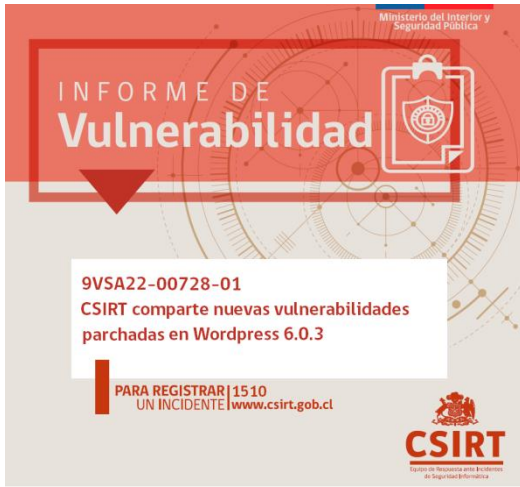 Ministerio del Interior y
Seguridad Pública
INFORME DE
Vulnerabilidad
9VSA22-00728-01
CSIRT comparte nuevas vulnerabilidades
parchadas en Wordpress 6.0.3
PARA REGISTRAR|1510
UN INCIDENTE|www.csirt.gob.cl
CSIRT
Equipo de Respuesta ante Incidentes
de Seguridad Informática